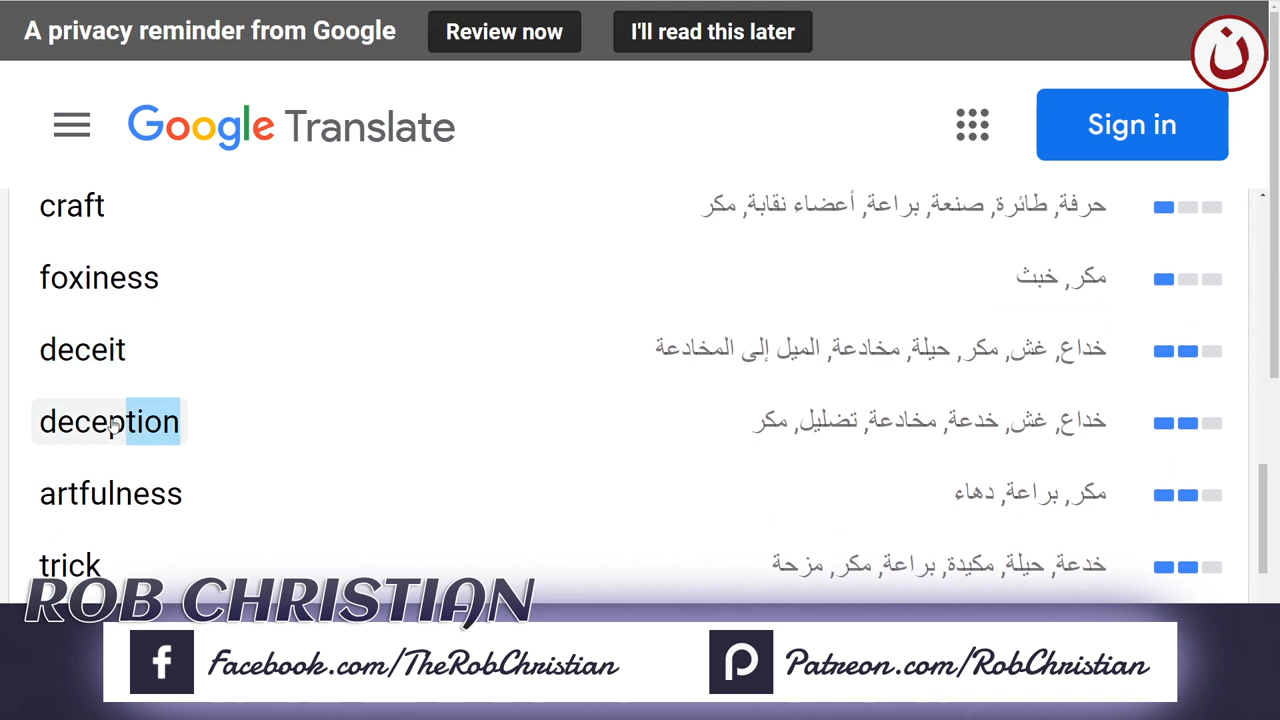 A privacy reminder from Google Review now I'll read this later
ن
Google Translate Sign in
craft حرفة, طائرة, صنعة, براعة, أعضاء نقابة, مكر
foxiness مكر, خبث
deceit خداع, غش, مكر, حيلة, مخادعة, الميل إلى المخادعة
deception خداع, غش, خدعة, مخادعة, تضليل, مكر
artfulness مكر, براعة, دهاء
trick خدعة, حيلة, مكيدة, براعة, مكر, مزحة
ROB CHRISTIAN
Facebook.com/TheRobChristian Patreon.com/RobChristian